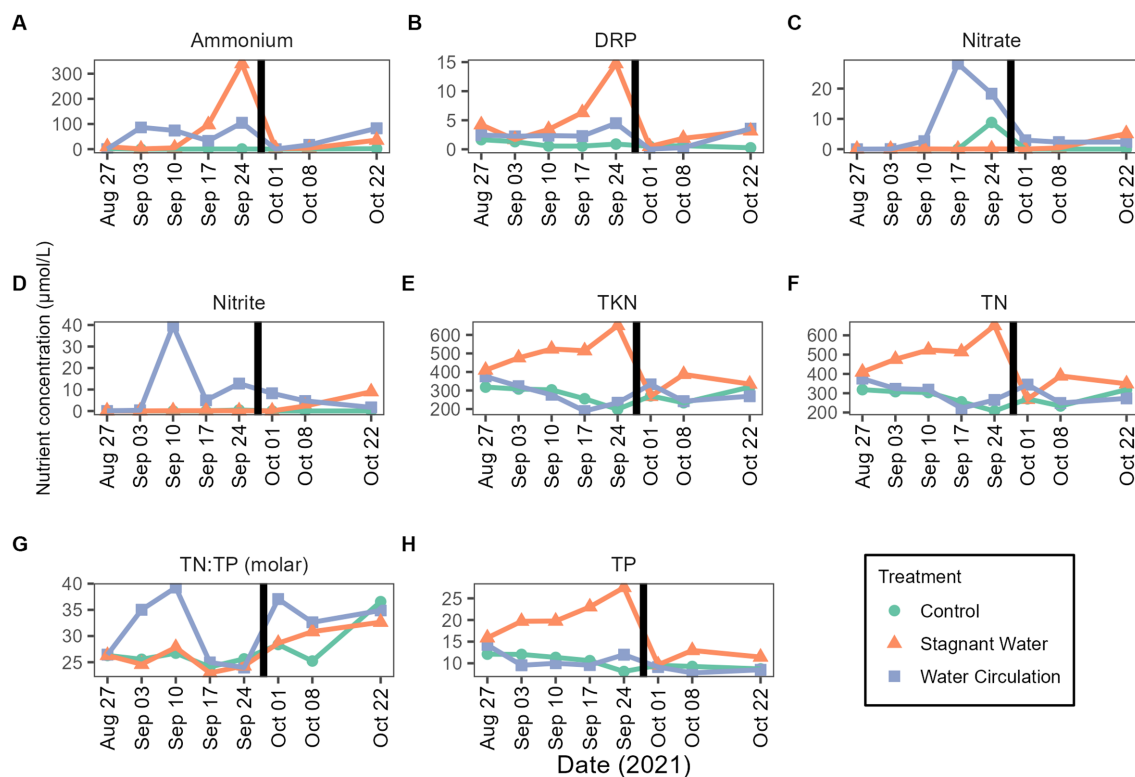 A
Ammonium
300
200
100
0
Aug 27
Sep 03
Sep 10
Sep 17
Sep 24
Oct 01
Oct 08
Oct 22
B
DRP
15
10
5
0
Aug 27
Sep 03
Sep 10
Sep 17
Sep 24
Oct 01
Oct 08
Oct 22
C
Nitrate
20
10
0
Aug 27
Sep 03
Sep 10
Sep 17
Sep 24
Oct 01
Oct 08
Oct 22
Nutrient concentration (µmol/L)
D
Nitrite
40
30
20
10
0
Aug 27
Sep 03
Sep 10
Sep 17
Sep 24
Oct 01
Oct 08
Oct 22
E
TKN
600
500
400
300
200
Aug 27
Sep 03
Sep 10
Sep 17
Sep 24
Oct 01
Oct 08
Oct 22
F
TN
600
500
400
300
200
Aug 27
Sep 03
Sep 10
Sep 17
Sep 24
Oct 01
Oct 08
Oct 22
G
TN:TP (molar)
40
35
30
25
Aug 27
Sep 03
Sep 10
Sep 17
Sep 24
Oct 01
Oct 08
Oct 22
H
TP
25
20
15
10
Aug 27
Sep 03
Sep 10
Sep 17
Sep 24
Oct 01
Oct 08
Oct 22
Treatment
Control
Stagnant Water
Water Circulation
Date (2021)